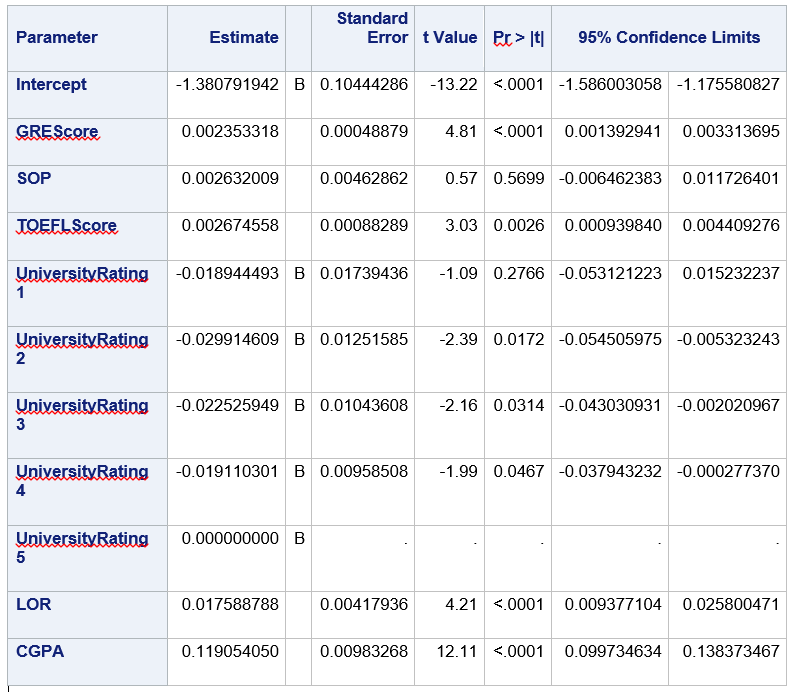 Parameter Estimate Standard Error t Value Pr > |t| 95% Confidence Limits
Intercept -1.380791942 B 0.10444286 -13.22 <.0001 -1.586003058 -1.175580827
GREScore 0.002353318 0.00048879 4.81 <.0001 0.001392941 0.003313695
SOP 0.002632009 0.00462862 0.57 0.5699 -0.006462383 0.011726401
TOEFLScore 0.002674558 0.00088289 3.03 0.0026 0.000939840 0.004409276
UniversityRating 1 -0.018944493 B 0.01739436 -1.09 0.2766 -0.053121223 0.015232237
UniversityRating 2 -0.029914609 B 0.01251585 -2.39 0.0172 -0.054505975 -0.005323243
UniversityRating 3 -0.022525949 B 0.01043608 -2.16 0.0314 -0.043030931 -0.002020967
UniversityRating 4 -0.019110301 B 0.00958508 -1.99 0.0467 -0.037943232 -0.000277370
UniversityRating 5 0.000000000 B . . . . .
LOR 0.017588788 0.00417936 4.21 <.0001 0.009377104 0.025800471
CGPA 0.119054050 0.00983268 12.11 <.0001 0.099734634 0.138373467